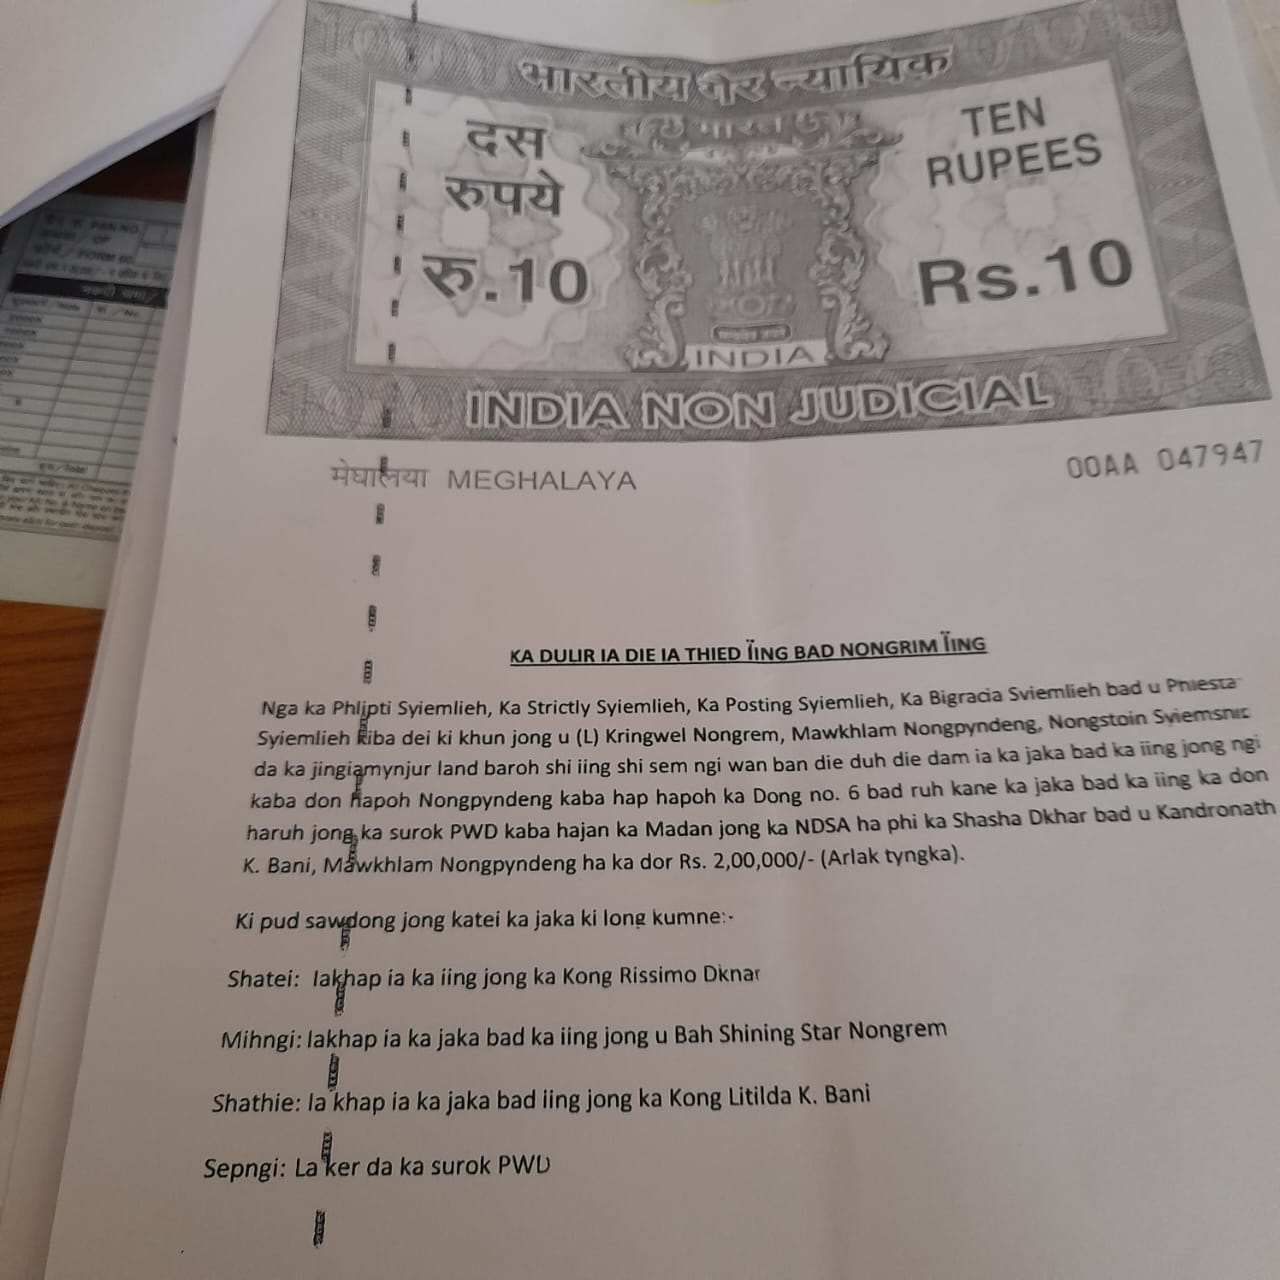 भारतीय गैर न्यायिक
दस
रुपये
रु.10
भारत
TEN
RUPEES
Rs.10
INDIA
INDIA NON JUDICIAL
मेघालया MEGHALAYA
00AA 047947
KA DULIR IA DIE IA THIED ÏING BAD NONGRIM ÏING
Nga ka Phlipti Syiemlieh, Ka Strictly Syiemlieh, Ka Posting Syiemlieh, Ka Bigracia Sviemlieh bad u Phiesta
Syiemlieh kiba dei ki khun jong u (L) Kringwel Nongrem, Mawkhlam Nongpyndeng, Nongstoin
da ka jingiamynjur land baroh shi iing shi sem ngi wan ban die duh die dam ia ka jaka bad ka iing jong ngi
kaba don hapoh Nongpyndeng kaba hap hapoh ka Dong no. 6 bad ruh kane ka jaka bad ka iing ka don
haruh jong ka surok PWD kaba hajan ka Madan jong ka NDSA ha phi ka Shasha Dkhar bad u Kandronath
K. Bani, Mawkhlam Nongpyndeng ha ka dor Rs. 2,00,000/- (Arlak tyngka).
Ki pud sawdong jong katei ka jaka ki long kumne:-
Shatei: Iakhap ia ka iing jong ka Kong Rissimo Dknar
Mihngi: Iakhap ia ka jaka bad ka iing jong u Bah Shining Star Nongrem
Shathie: Ia khap ia ka jaka bad iing jong ka Kong Litilda K. Bani
Sepngi: La ker da ka surok PWD
PAN NO.
FORM 60